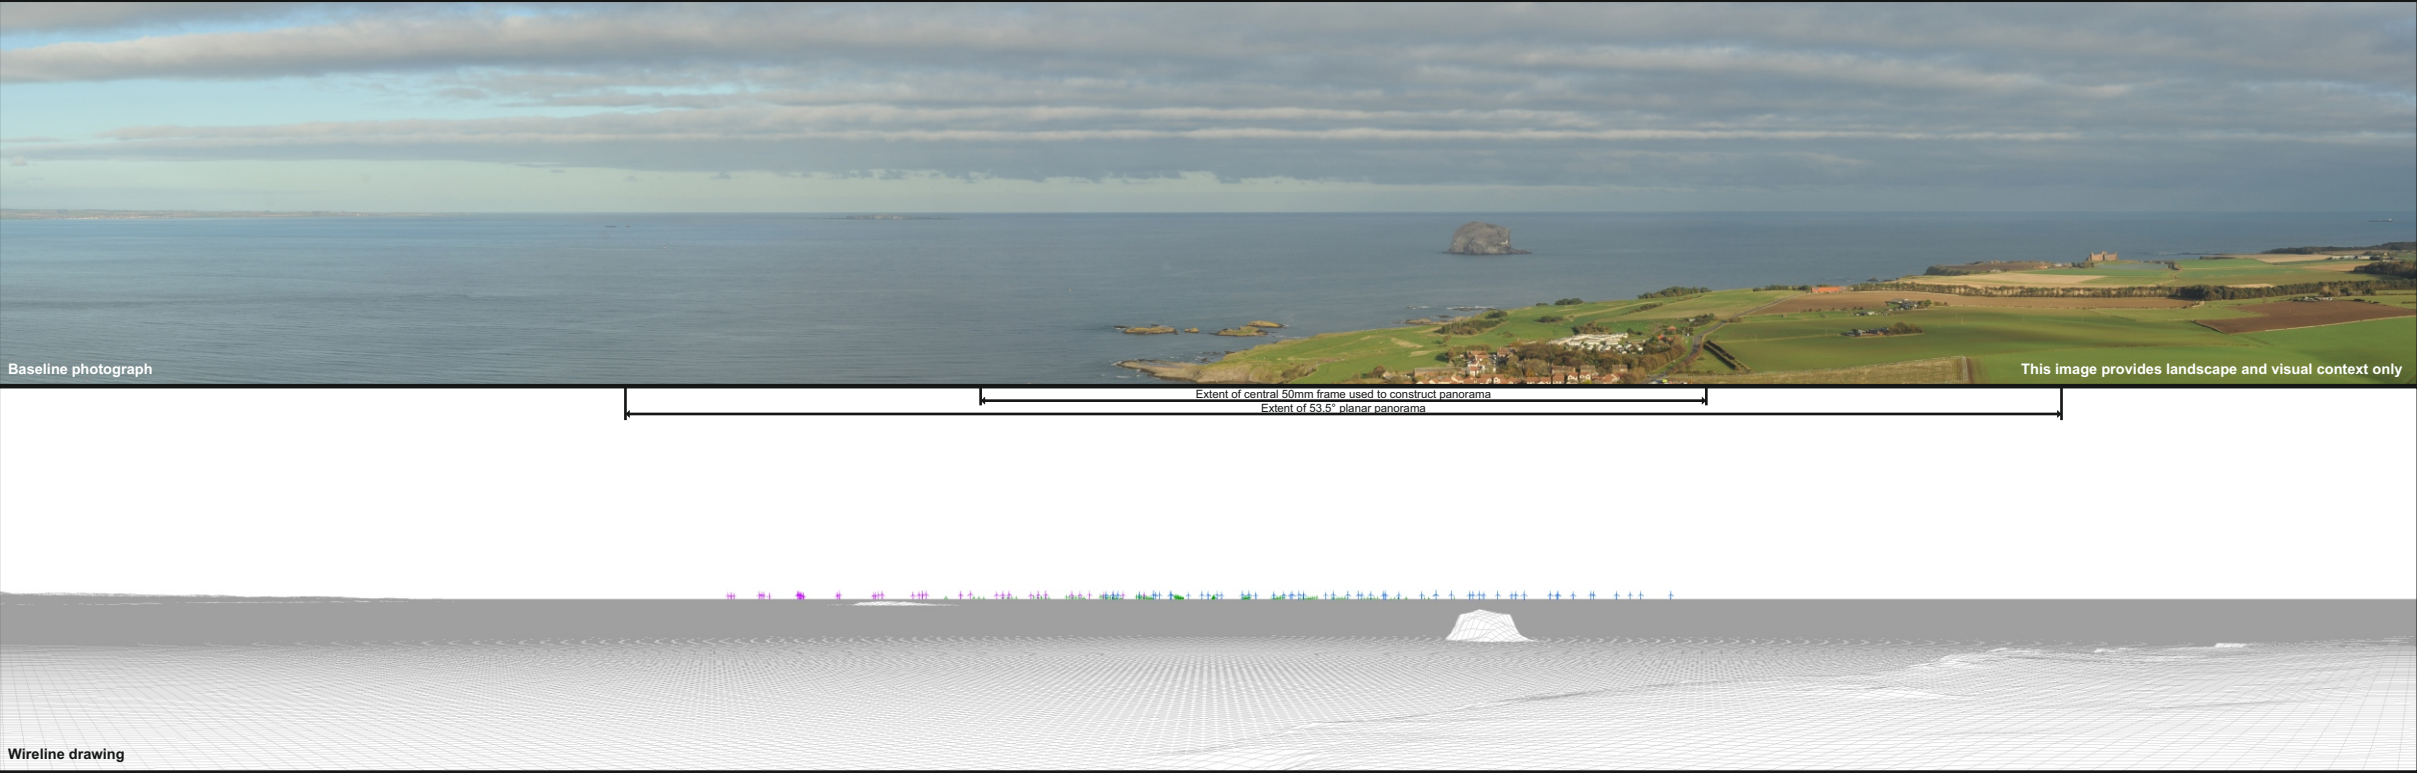 Baseline photograph
This image provides landscape and visual context only
Extent of central 50mm frame used to construct panorama
Extent of 53.5° planar panorama
Wireline drawing